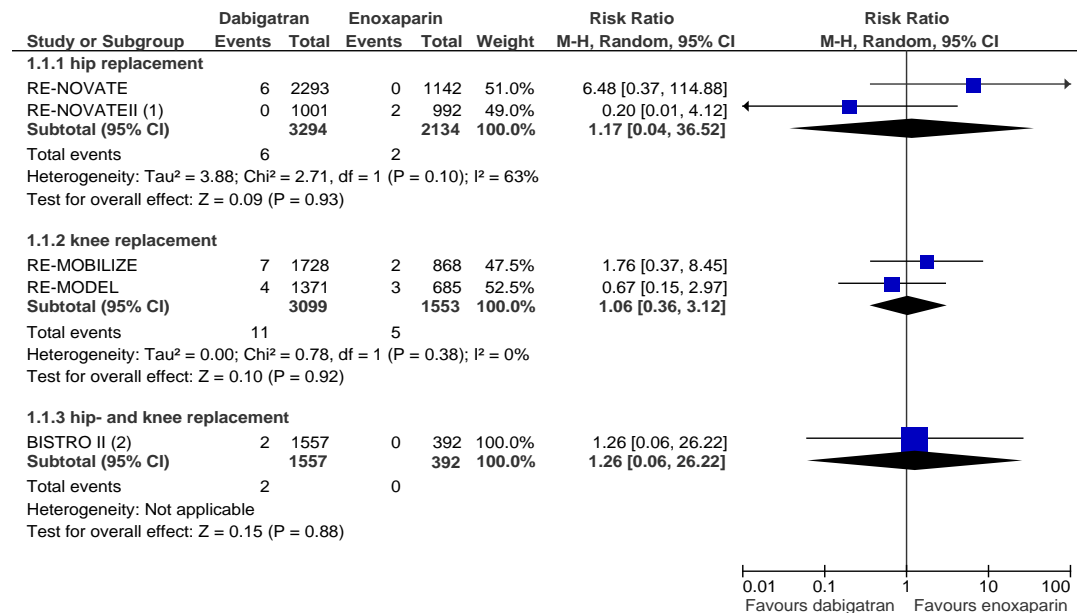 Dabigatran Enoxaparin Risk Ratio Risk Ratio
Study or Subgroup Events Total Events Total Weight M-H, Random, 95% CI M-H, Random, 95% CI
1.1.1 hip replacement
RE-NOVATE 6 2293 0 1142 51.0% 6.48 [0.37, 114.88]
RE-NOVATEII (1) 0 1001 2 992 49.0% 0.20 [0.01, 4.12]
Subtotal (95% CI) 3294 2134 100.0% 1.17 [0.04, 36.52]
Total events 6 2
Heterogeneity: Tau² = 3.88; Chi² = 2.71, df = 1 (P = 0.10); I² = 63%
Test for overall effect: Z = 0.09 (P = 0.93)
1.1.2 knee replacement
RE-MOBILIZE 7 1728 2 868 47.5% 1.76 [0.37, 8.45]
RE-MODEL 4 1371 3 685 52.5% 0.67 [0.15, 2.97]
Subtotal (95% CI) 3099 1553 100.0% 1.06 [0.36, 3.12]
Total events 11 5
Heterogeneity: Tau² = 0.00; Chi² = 0.78, df = 1 (P = 0.38); I² = 0%
Test for overall effect: Z = 0.10 (P = 0.92)
1.1.3 hip- and knee replacement
BISTRO II (2) 2 1557 0 392 100.0% 1.26 [0.06, 26.22]
Subtotal (95% CI) 1557 392 100.0% 1.26 [0.06, 26.22]
Total events 2 0
Heterogeneity: Not applicable
Test for overall effect: Z = 0.15 (P = 0.88)
0.01 0.1 1 10 100
Favours dabigatran Favours enoxaparin